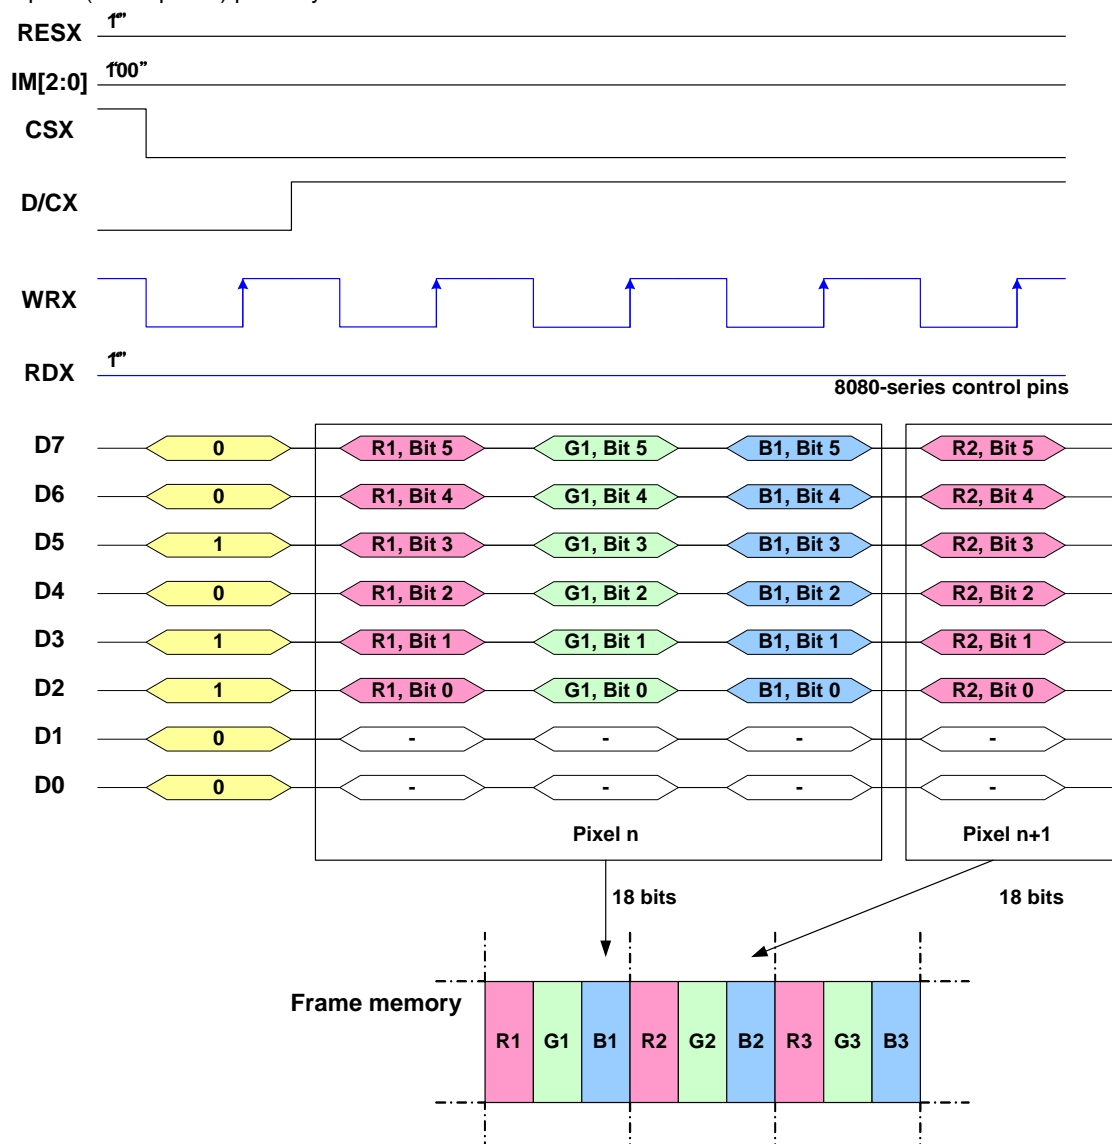 RESX 1"
IM[2:0] 100"
CSX
D/CX
WRX
RDX 1"
8080-series control pins
D7 0 R1, Bit 5 G1, Bit 5 B1, Bit 5 R2, Bit 5
D6 0 R1, Bit 4 G1, Bit 4 B1, Bit 4 R2, Bit 4
D5 1 R1, Bit 3 G1, Bit 3 B1, Bit 3 R2, Bit 3
D4 0 R1, Bit 2 G1, Bit 2 B1, Bit 2 R2, Bit 2
D3 1 R1, Bit 1 G1, Bit 1 B1, Bit 1 R2, Bit 1
D2 1 R1, Bit 0 G1, Bit 0 B1, Bit 0 R2, Bit 0
D1 0 - - - -
D0 0 - - - -
Pixel n Pixel n+1
18 bits 18 bits
Frame memory
R1 G1 B1 R2 G2 B2 R3 G3 B3